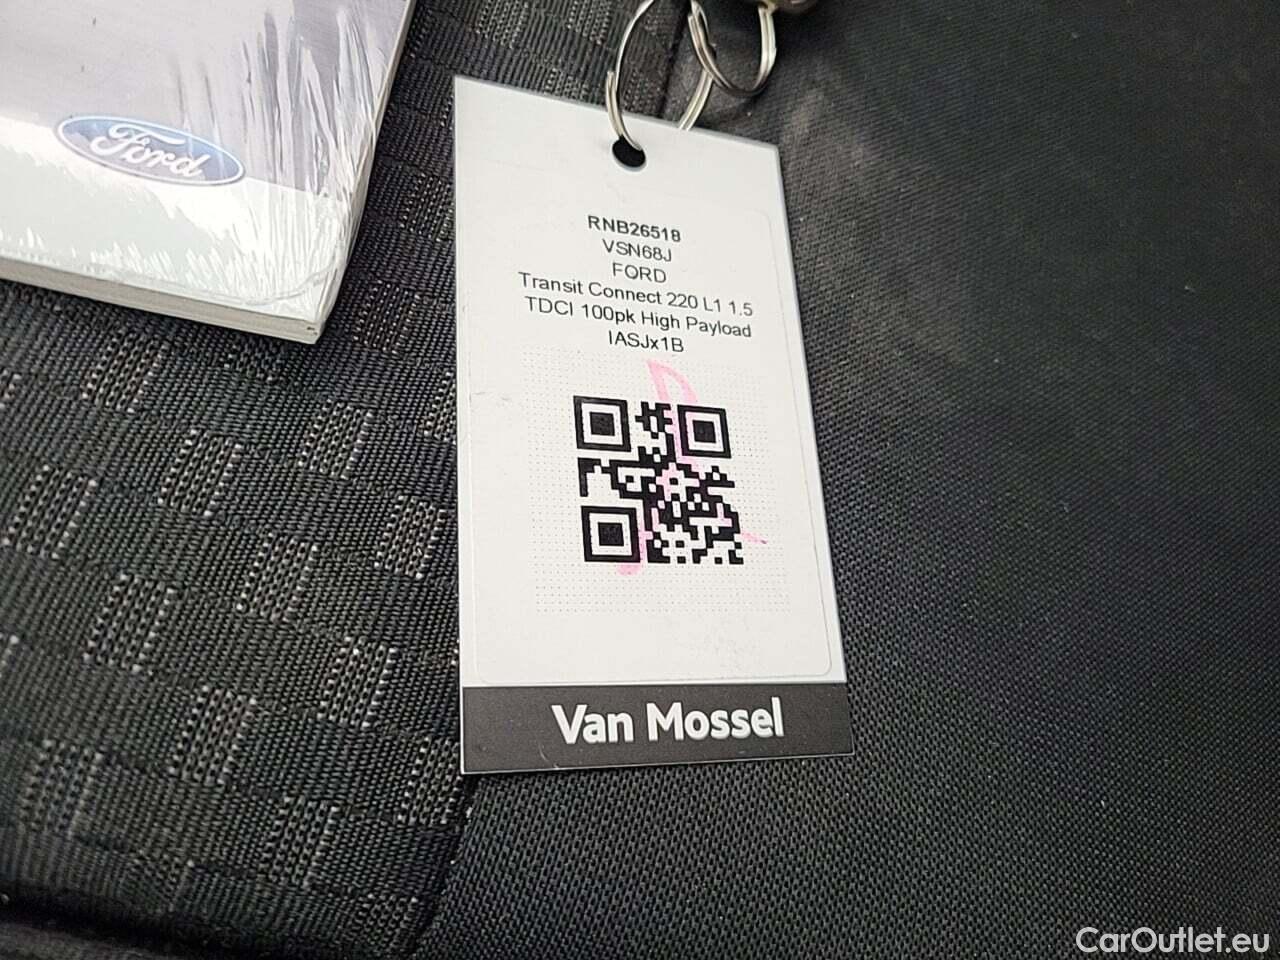 Ford
RNB26518
VSN68J
FORD
Transit Connect 220 L1 1.5
TDCI 100pk High Payload
IASJx1B
Van Mossel
CarOutlet.eu